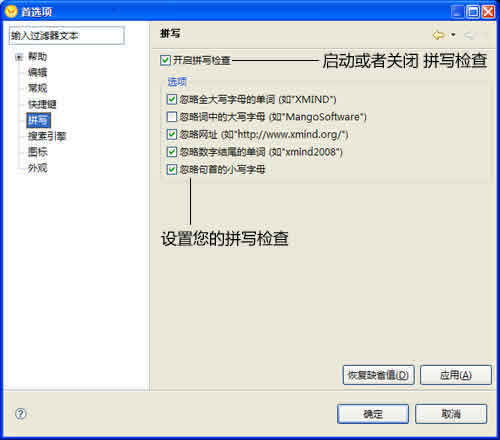 首选项
输入过滤器文本
帮助
编辑
常规
快捷键
拼写
搜索引擎
图标
外观
拼写
开启拼写检查
启动或者关闭 拼写检查
选项
忽略全大写字母的单词 (如"XMIND")
忽略词中的大写字母 (如"MangoSoftware")
忽略网址 (如"http://www.xmind.org/")
忽略数字结尾的单词 (如"xmind2008")
忽略句首的小写字母
设置您的拼写检查
恢复缺省值(D)
应用(A)
?
确定
取消